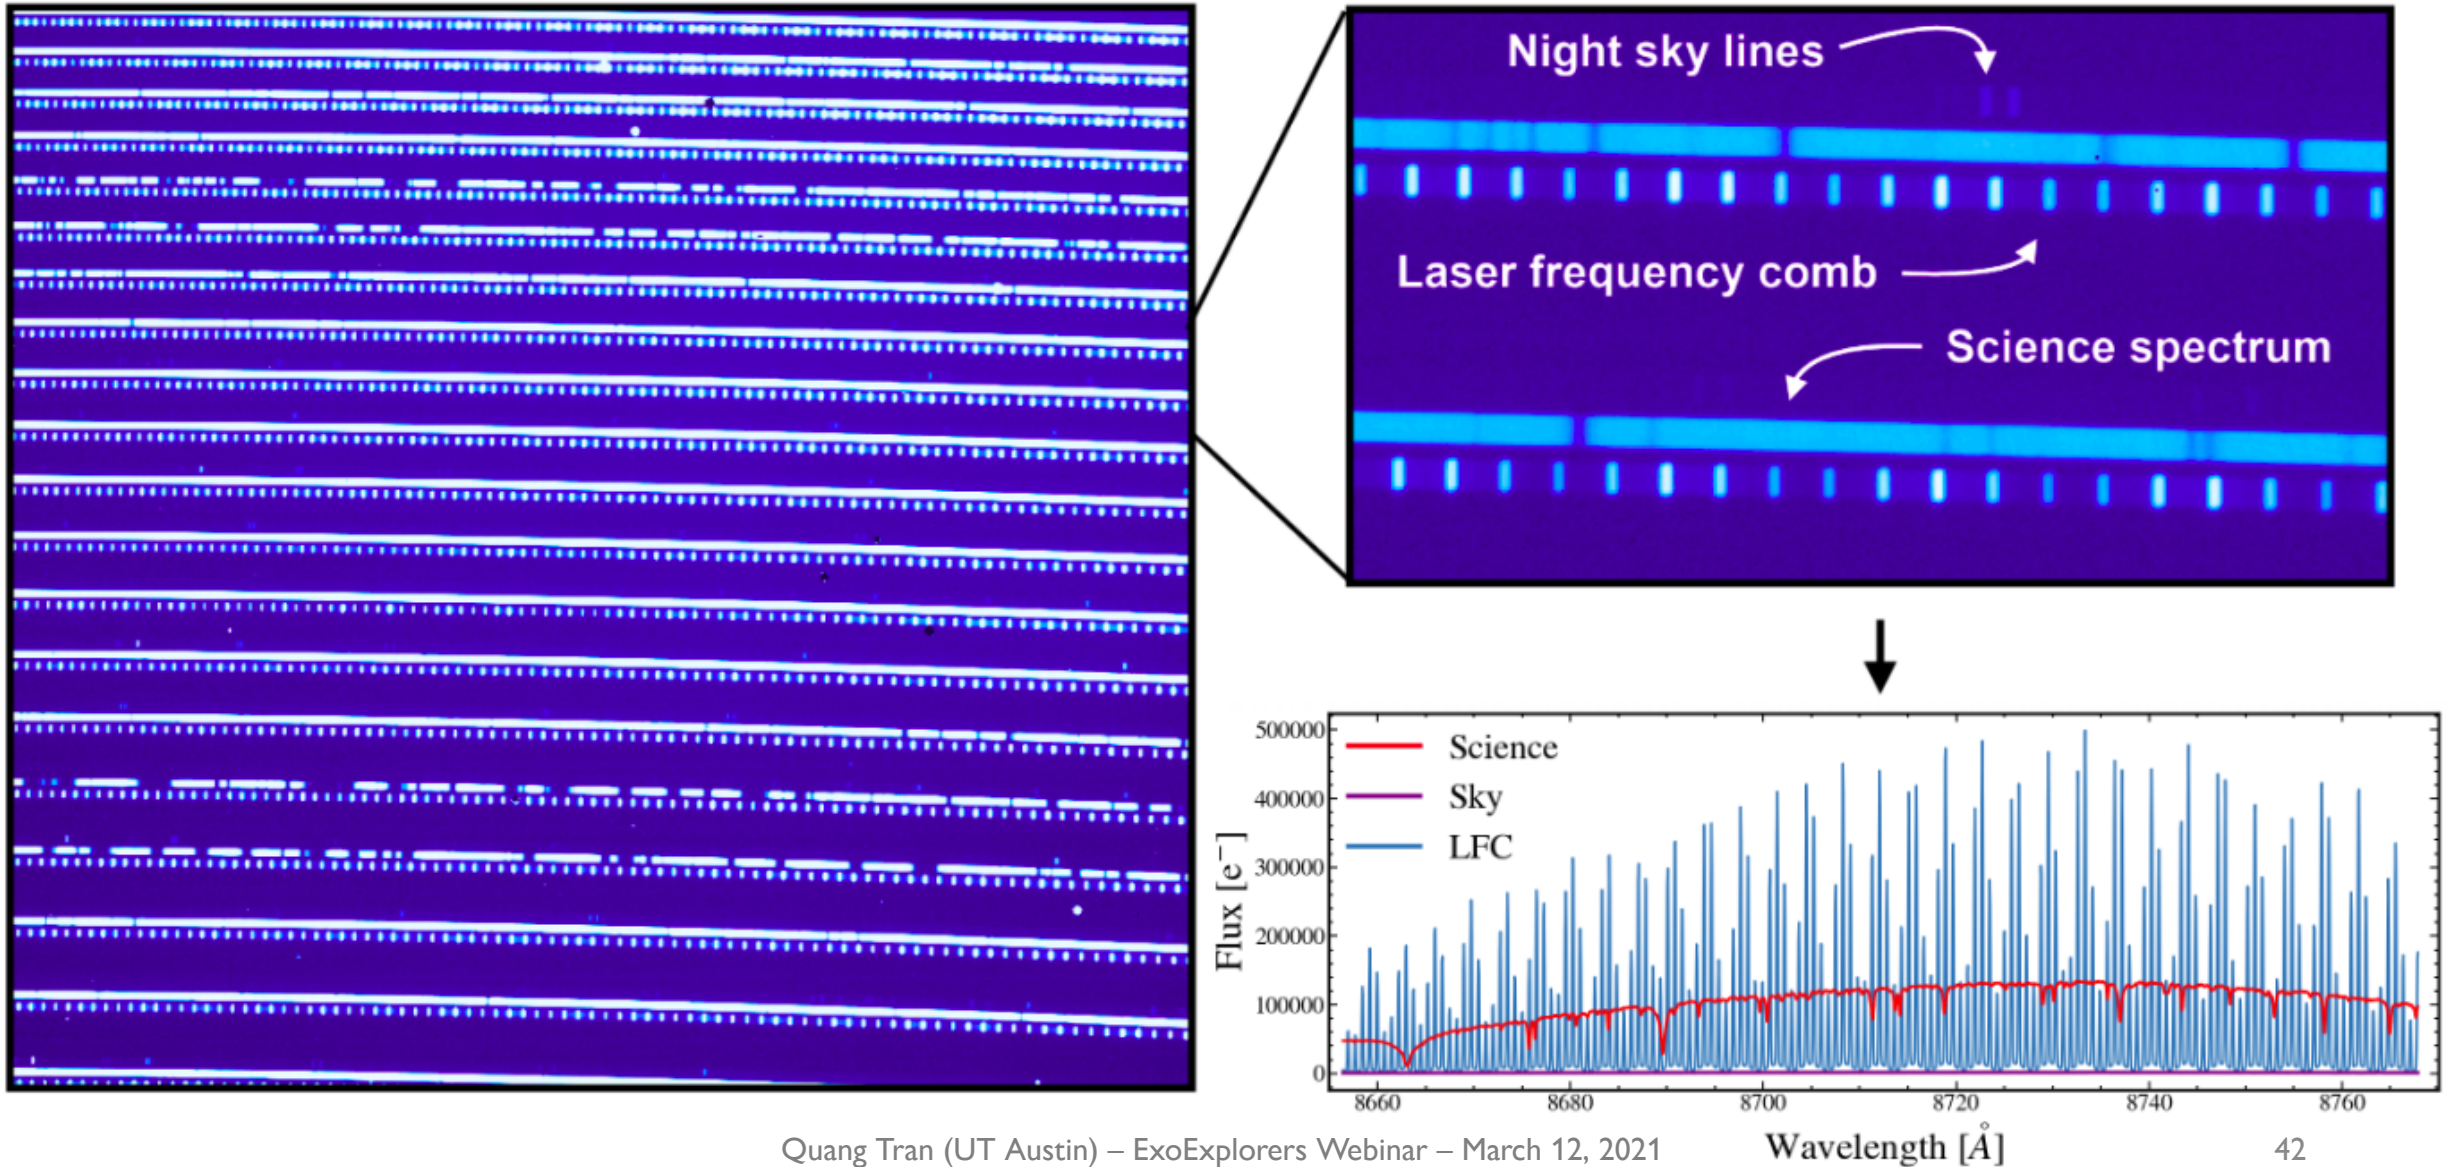 Night sky lines
Laser frequency comb
Science spectrum
500000
400000
300000
200000
100000
0
Flux [e⁻]
Science
Sky
LFC
8660 8680 8700 8720 8740 8760
Wavelength [Å]
Quang Tran (UT Austin) – ExoExplorers Webinar – March 12, 2021
42